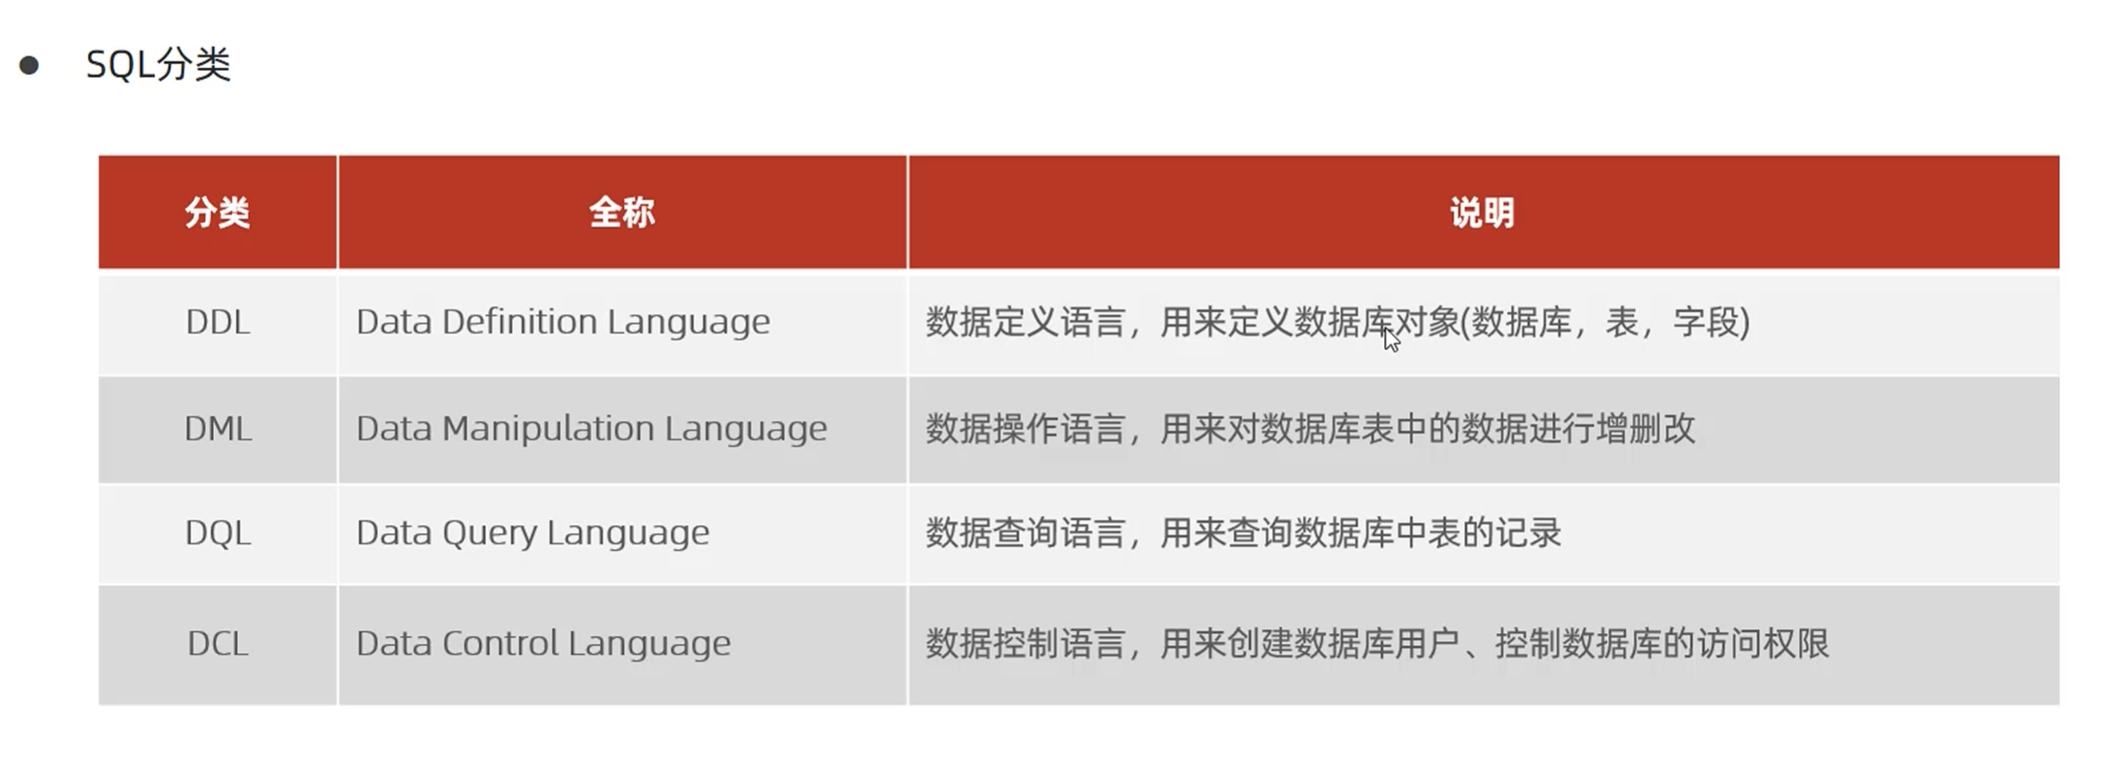 SQL分类
分类 全称 说明
DDL Data Definition Language 数据定义语言，用来定义数据库对象(数据库，表，字段)
DML Data Manipulation Language 数据操作语言，用来对数据库表中的数据进行增删改
DQL Data Query Language 数据查询语言，用来查询数据库中表的记录
DCL Data Control Language 数据控制语言，用来创建数据库用户、控制数据库的访问权限